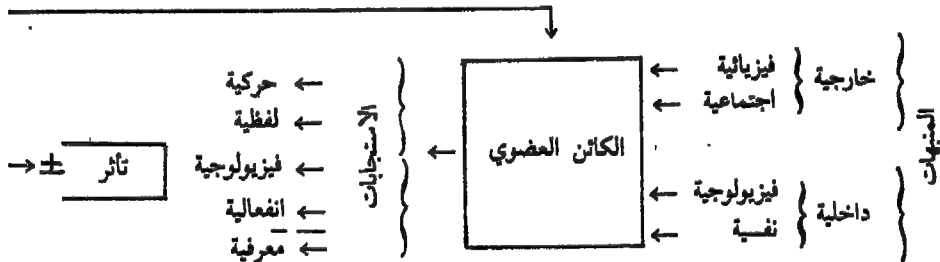 المنبهات
خارجية
فيزيائية
اجتماعية
داخلية
فيزيولوجية
نفسية
الكائن العضوي
الاستجابات
حركية
لفظية
فيزيولوجية
انفعالية
معرفية
تأثر
±